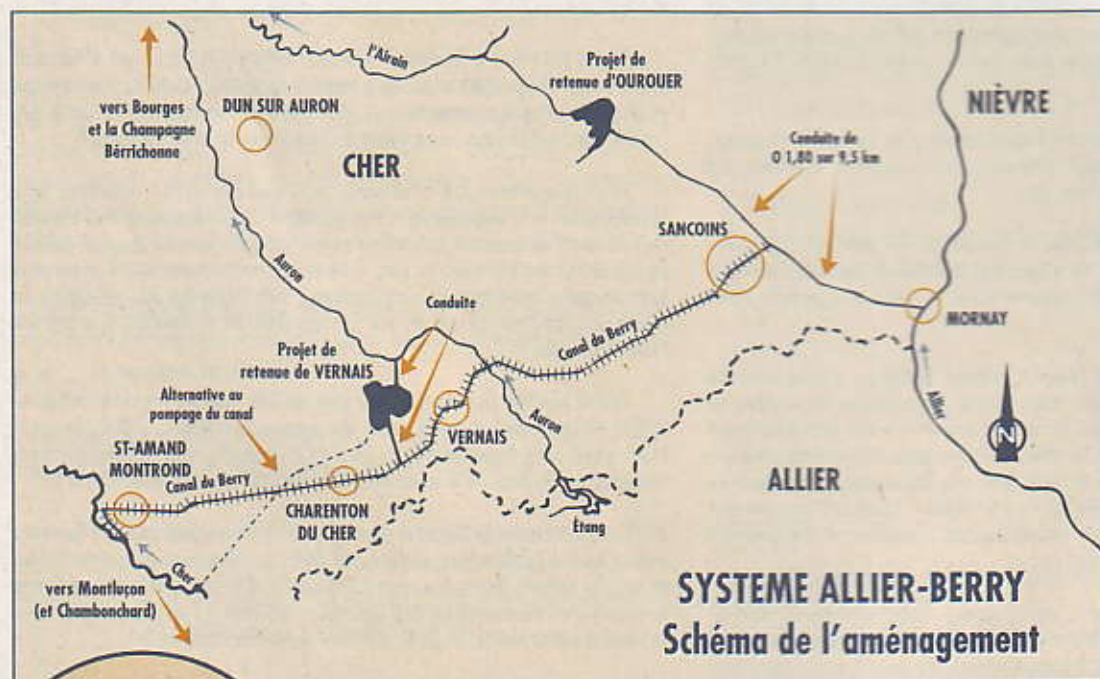 l'Airain
Projet de
retenue d'OUROUER
NIÈVRE
vers Bourges
et la Champagne
Bèrrichonne
DUN SUR AURON
CHER
Conduite de
O 1,80 sur 9,5 km
SANCOINS
Auron
Conduite
Canal du Berry
MORNAY
Projet de
retenue de VERNAIS
Allier
Alternative au
pompage du canal
VERNAIS
Auron
N
ST-AMAND
MONTROND
Canal du Berry
CHARENTON
DU CHER
ALLIER
Étang
Cher
vers Montluçon
(et Chambonchard)
SYSTEME ALLIER-BERRY
Schéma de l'aménagement